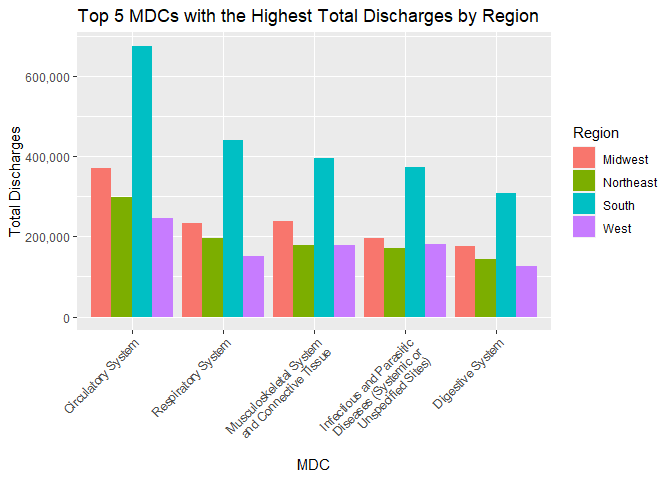 Top 5 MDCs with the Highest Total Discharges by Region
Total Discharges
600,000
400,000
200,000
0
Circulatory System
Respiratory System
Musculoskeletal System
and Connective Tissue
Infectious and Parasitic
Diseases (Systemic or
Unspecified Sites)
Digestive System
MDC
Region
Midwest
Northeast
South
West